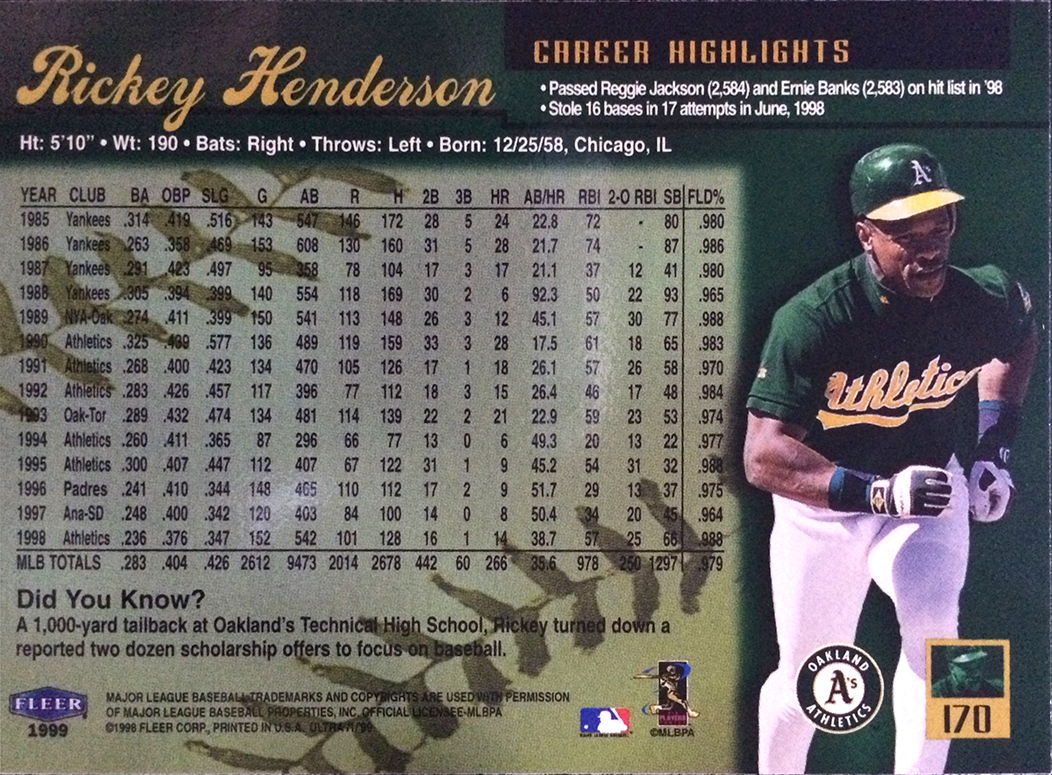 Rickey Henderson
CAREER HIGHLIGHTS
• Passed Reggie Jackson (2,584) and Ernie Banks (2,583) on hit list in '98
• Stole 16 bases in 17 attempts in June, 1998
Ht: 5'10" • Wt: 190 • Bats: Right • Throws: Left • Born: 12/25/58, Chicago, IL
YEAR CLUB BA OBP SLG G AB R H 2B 3B HR AB/HR RBI 2-O RBI SB FLD%
1985 Yankees .314 .419 .516 143 547 146 172 28 5 24 22.8 72 - 80 .980
1986 Yankees .263 .358 .469 153 608 130 160 31 5 28 21.7 74 - 87 .986
1987 Yankees .291 .423 .497 95 358 78 104 17 3 17 21.1 37 12 41 .980
1988 Yankees .305 .394 .399 140 554 118 169 30 2 6 92.3 50 22 93 .965
1989 NYA-Oak .274 .411 .399 150 541 113 148 26 3 12 45.1 57 30 77 .988
1990 Athletics .325 .439 .577 136 489 119 159 33 3 28 17.5 61 18 65 .983
1991 Athletics .268 .400 .423 134 470 105 126 17 1 18 26.1 57 26 58 .970
1992 Athletics .283 .426 .457 117 396 77 112 18 3 15 26.4 46 17 48 .984
1993 Oak-Tor .289 .432 .474 134 481 114 139 22 2 21 22.9 59 23 53 .974
1994 Athletics .260 .411 .365 87 296 66 77 13 0 6 49.3 20 13 22 .977
1995 Athletics .300 .407 .447 112 407 67 122 31 1 9 45.2 54 31 32 .988
1996 Padres .241 .410 .344 148 465 110 112 17 2 9 51.7 29 13 37 .975
1997 Ana-SD .248 .400 .342 120 403 84 100 14 0 8 50.4 34 20 45 .964
1998 Athletics .236 .376 .347 152 542 101 128 16 1 14 38.7 57 25 66 .988
MLB TOTALS .283 .404 .426 2612 9473 2014 2678 442 60 266 35.6 978 250 1297 .979
Did You Know?
A 1,000-yard tailback at Oakland's Technical High School, Rickey turned down a
reported two dozen scholarship offers to focus on baseball.
FLEER
1999
MAJOR LEAGUE BASEBALL TRADEMARKS AND COPYRIGHTS ARE USED WITH PERMISSION
OF MAJOR LEAGUE BASEBALL PROPERTIES, INC. OFFICIAL LICENSEE-MLBPA
©1998 FLEER CORP., PRINTED IN U.S.A. ULTRA-II/'99
PLAYERS
©MLBPA
A's
Athletics
OAKLAND
A's
ATHLETICS
170